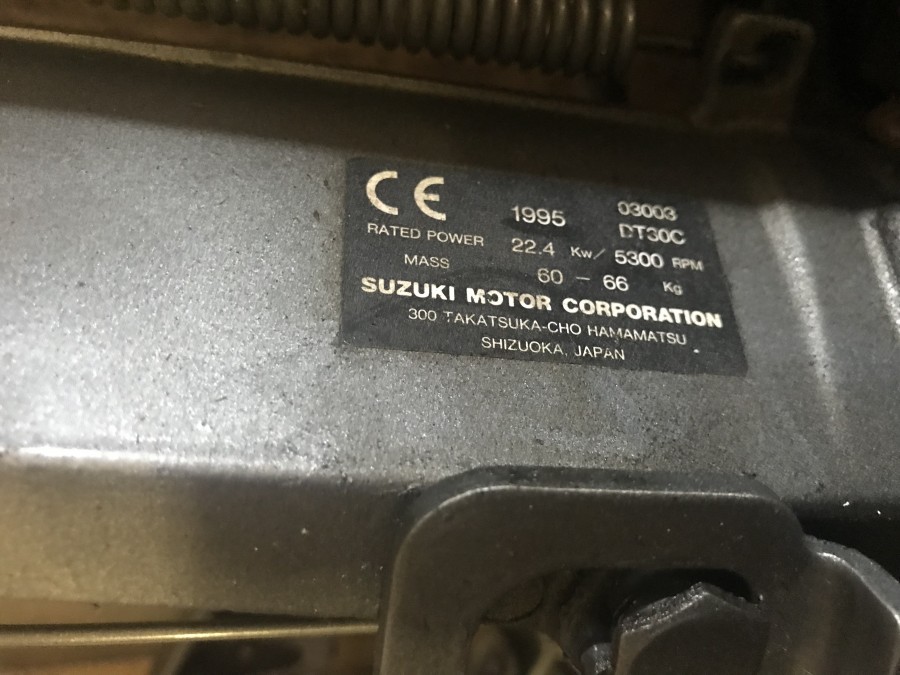 CE 1995 03003
DT30C
RATED POWER 22.4 Kw/ 5300 RPM
MASS 60 - 66 Kg
SUZUKI MOTOR CORPORATION
300 TAKATSUKA-CHO HAMAMATSU
SHIZUOKA, JAPAN